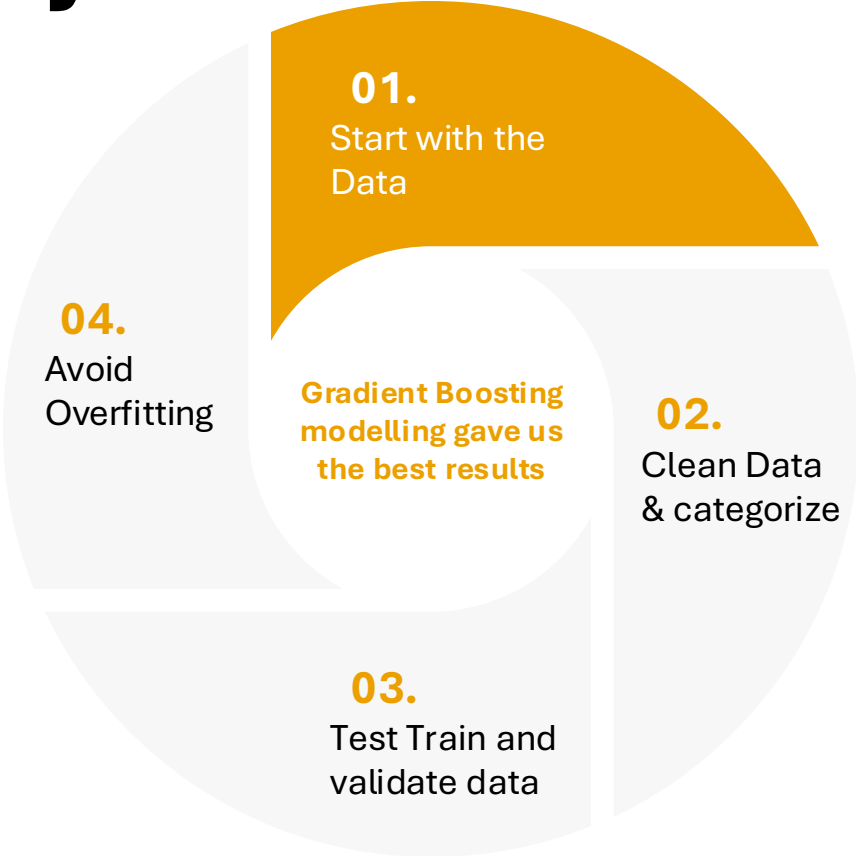 01.
Start with the
Data
02.
Clean Data
& categorize
03.
Test Train and
validate data
04.
Avoid
Overfitting
Gradient Boosting
modelling gave us
the best results